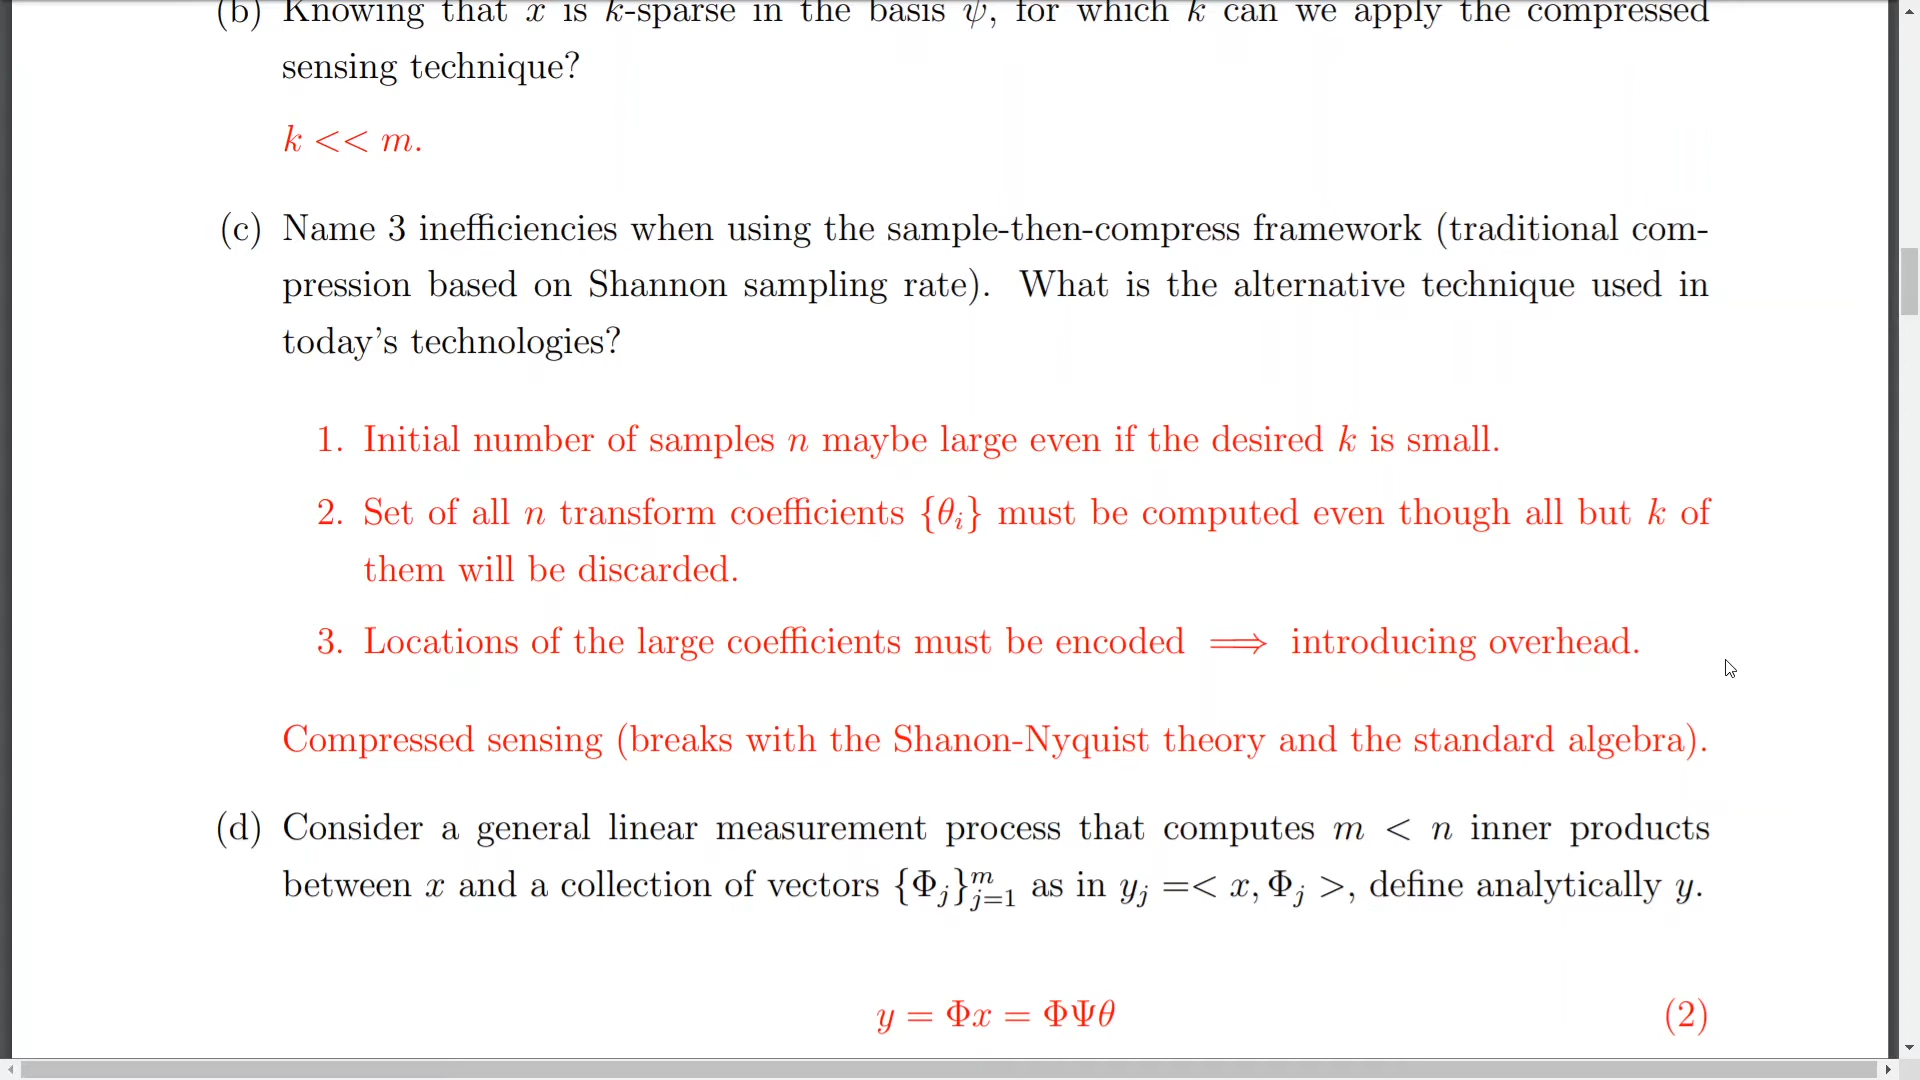 (b) Knowing that x is k-sparse in the basis ψ, for which k can we apply the compressed
sensing technique?
k << m.
(c) Name 3 inefficiencies when using the sample-then-compress framework (traditional com-
pression based on Shannon sampling rate). What is the alternative technique used in
today's technologies?
1. Initial number of samples n maybe large even if the desired k is small.
2. Set of all n transform coefficients {θ_i} must be computed even though all but k of
them will be discarded.
3. Locations of the large coefficients must be encoded ⟹ introducing overhead.
Compressed sensing (breaks with the Shanon-Nyquist theory and the standard algebra).
(d) Consider a general linear measurement process that computes m < n inner products
between x and a collection of vectors {Φ_j}_{j=1}^m as in y_j =< x, Φ_j >, define analytically y.
y = Φx = ΦΨθ (2)